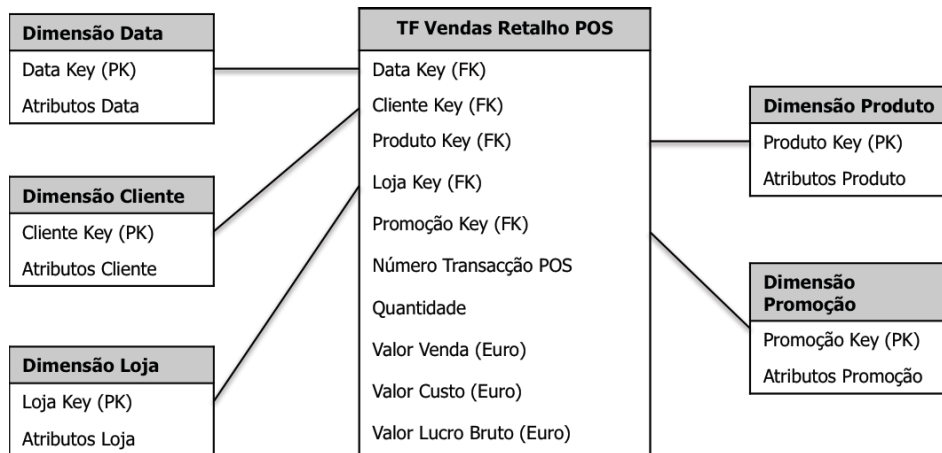 Dimensão Data
Data Key (PK)
Atributos Data
Dimensão Cliente
Cliente Key (PK)
Atributos Cliente
Dimensão Loja
Loja Key (PK)
Atributos Loja
TF Vendas Retalho POS
Data Key (FK)
Cliente Key (FK)
Produto Key (FK)
Loja Key (FK)
Promoção Key (FK)
Número Transacção POS
Quantidade
Valor Venda (Euro)
Valor Custo (Euro)
Valor Lucro Bruto (Euro)
Dimensão Produto
Produto Key (PK)
Atributos Produto
Dimensão
Promoção
Promoção Key (PK)
Atributos Promoção